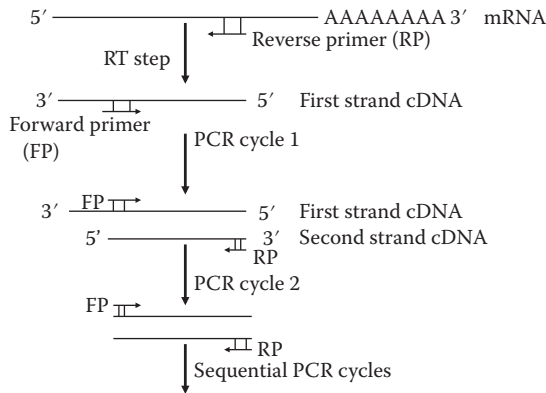 5′ AAAAAAAA 3′ mRNA
Reverse primer (RP)
RT step
3′ 5′ First strand cDNA
Forward primer
(FP)
PCR cycle 1
FP
3′ 5′ First strand cDNA
5' 3′ Second strand cDNA
RP
PCR cycle 2
FP
RP
Sequential PCR cycles